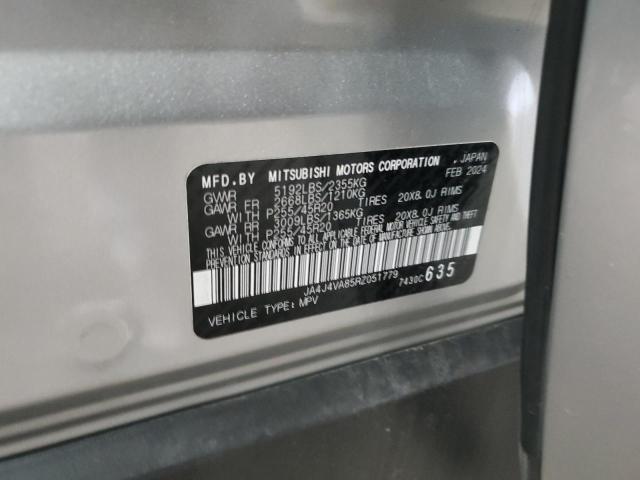 MFD.BY MITSUBISHI MOTORS CORPORATION , JAPAN
FEB 2024
GVWR 5192LBS/2355KG
GAWR FR 2668LBS/1210KG
WITH P255/45R20 TIRES 20X8.0J RIMS
GAWR RR 3009LBS/1365KG
WITH P255/45R20 TIRES 20X8.0J RIMS
THIS VEHICLE CONFORMS TO ALL APPLICABLE FEDERAL MOTOR VEHICLE SAFETY AND THEFT PREVENTION STANDARDS IN EFFECT ON THE DATE OF MANUFACTURE SHOWN ABOVE.
JA4J4VA85RZ051779
7430C 635
VEHICLE TYPE: MPV